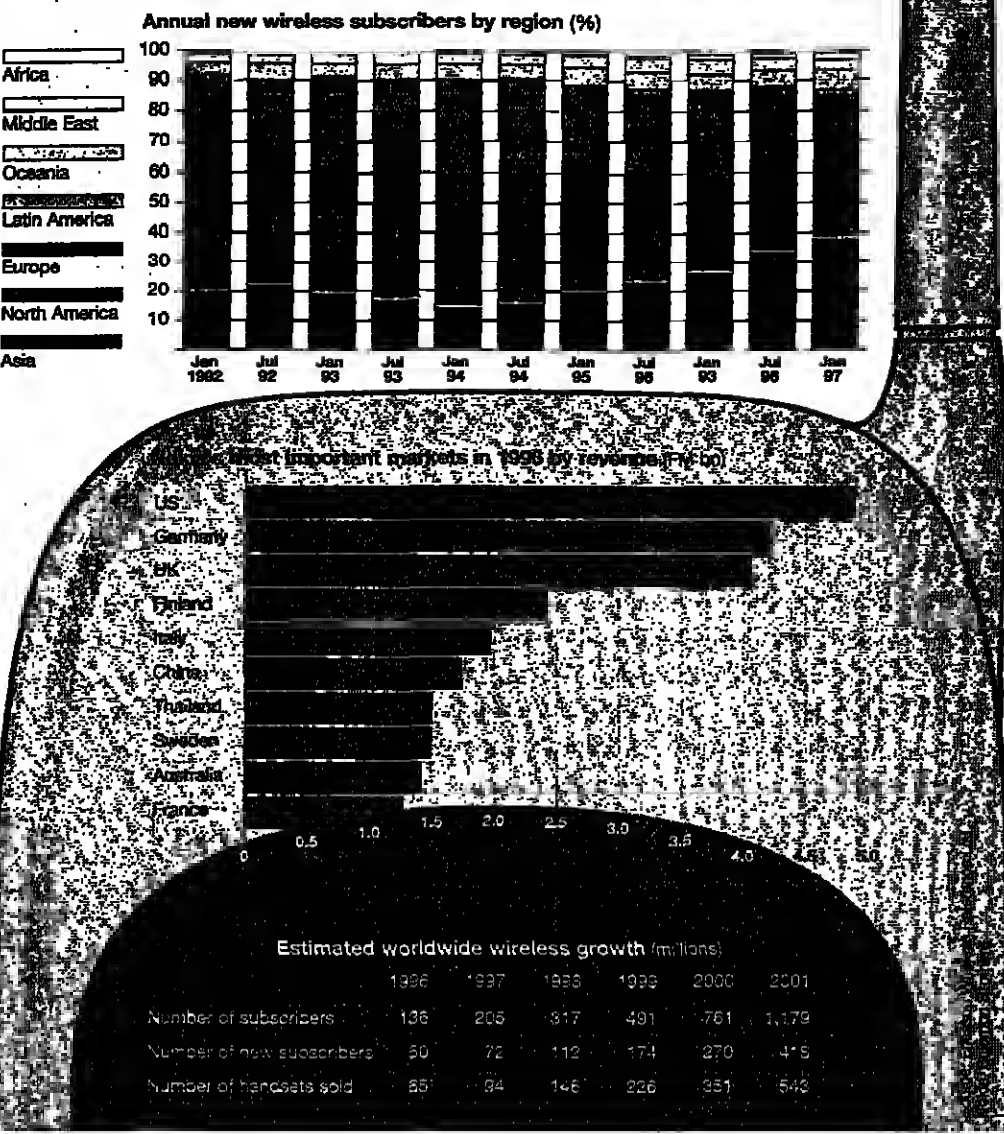 Annual new wireless subscribers by region (%)
Africa
Middle East
Oceania
Latin America
Europe
North America
Asia
100
90
80
70
60
50
40
30
20
10
Jan Jul Jan Jul Jan Jul Jan Jul Jan Jul Jan
1992 92 93 93 94 94 95 96 93 96 97
most important markets in 1996 by revenue
US
Germany
UK
Finland
Italy
China
Thailand
Sweden
Australia
France
0 0.5 1.0 1.5 2.0 2.5 3.0 3.5 4.0 5.0
Estimated worldwide wireless growth (millions)
1996 1997 1998 1999 2000 2001
Number of subscribers 136 205 317 491 761 1,179
Number of new subscribers 50 72 112 174 270 418
Number of handsets sold 65 94 146 226 351 543